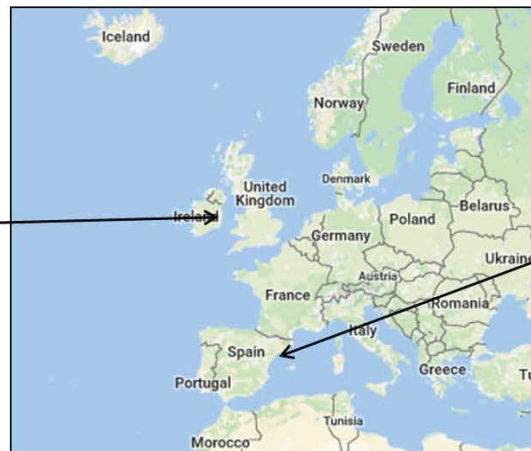 Iceland
Sweden
Finland
Norway
Denmark
United
Kingdom
Ireland
Belarus
Poland
Germany
Ukraine
Austria
France
Romania
Italy
Spain
Portugal
Greece
Tu
Tunisia
Morocco